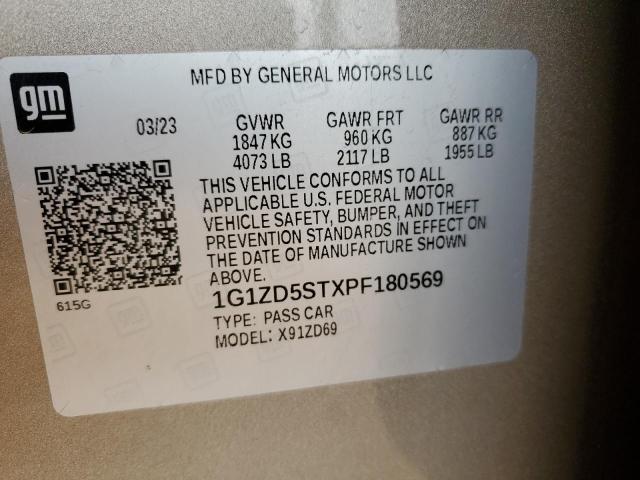 gm
MFD BY GENERAL MOTORS LLC
03/23
GVWR GAWR FRT GAWR RR
1847 KG 960 KG 887 KG
4073 LB 2117 LB 1955 LB
THIS VEHICLE CONFORMS TO ALL
APPLICABLE U.S. FEDERAL MOTOR
VEHICLE SAFETY, BUMPER, AND THEFT
PREVENTION STANDARDS IN EFFECT ON
THE DATE OF MANUFACTURE SHOWN
ABOVE.
615G
1G1ZD5STXPF180569
TYPE: PASS CAR
MODEL: X91ZD69